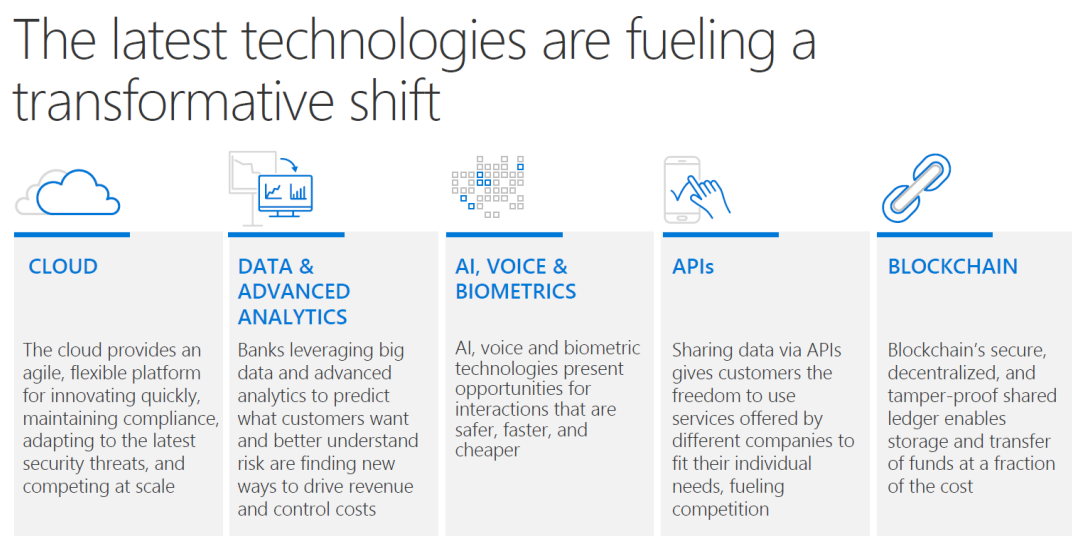 The latest technologies are fueling a
transformative shift
CLOUD
The cloud provides an
agile, flexible platform
for innovating quickly,
maintaining compliance,
adapting to the latest
security threats, and
competing at scale
DATA &
ADVANCED
ANALYTICS
Banks leveraging big
data and advanced
analytics to predict
what customers want
and better understand
risk are finding new
ways to drive revenue
and control costs
AI, VOICE &
BIOMETRICS
AI, voice and biometric
technologies present
opportunities for
interactions that are
safer, faster, and
cheaper
APIs
Sharing data via APIs
gives customers the
freedom to use
services offered by
different companies to
fit their individual
needs, fueling
competition
BLOCKCHAIN
Blockchain’s secure,
decentralized, and
tamper-proof shared
ledger enables
storage and transfer
of funds at a fraction
of the cost